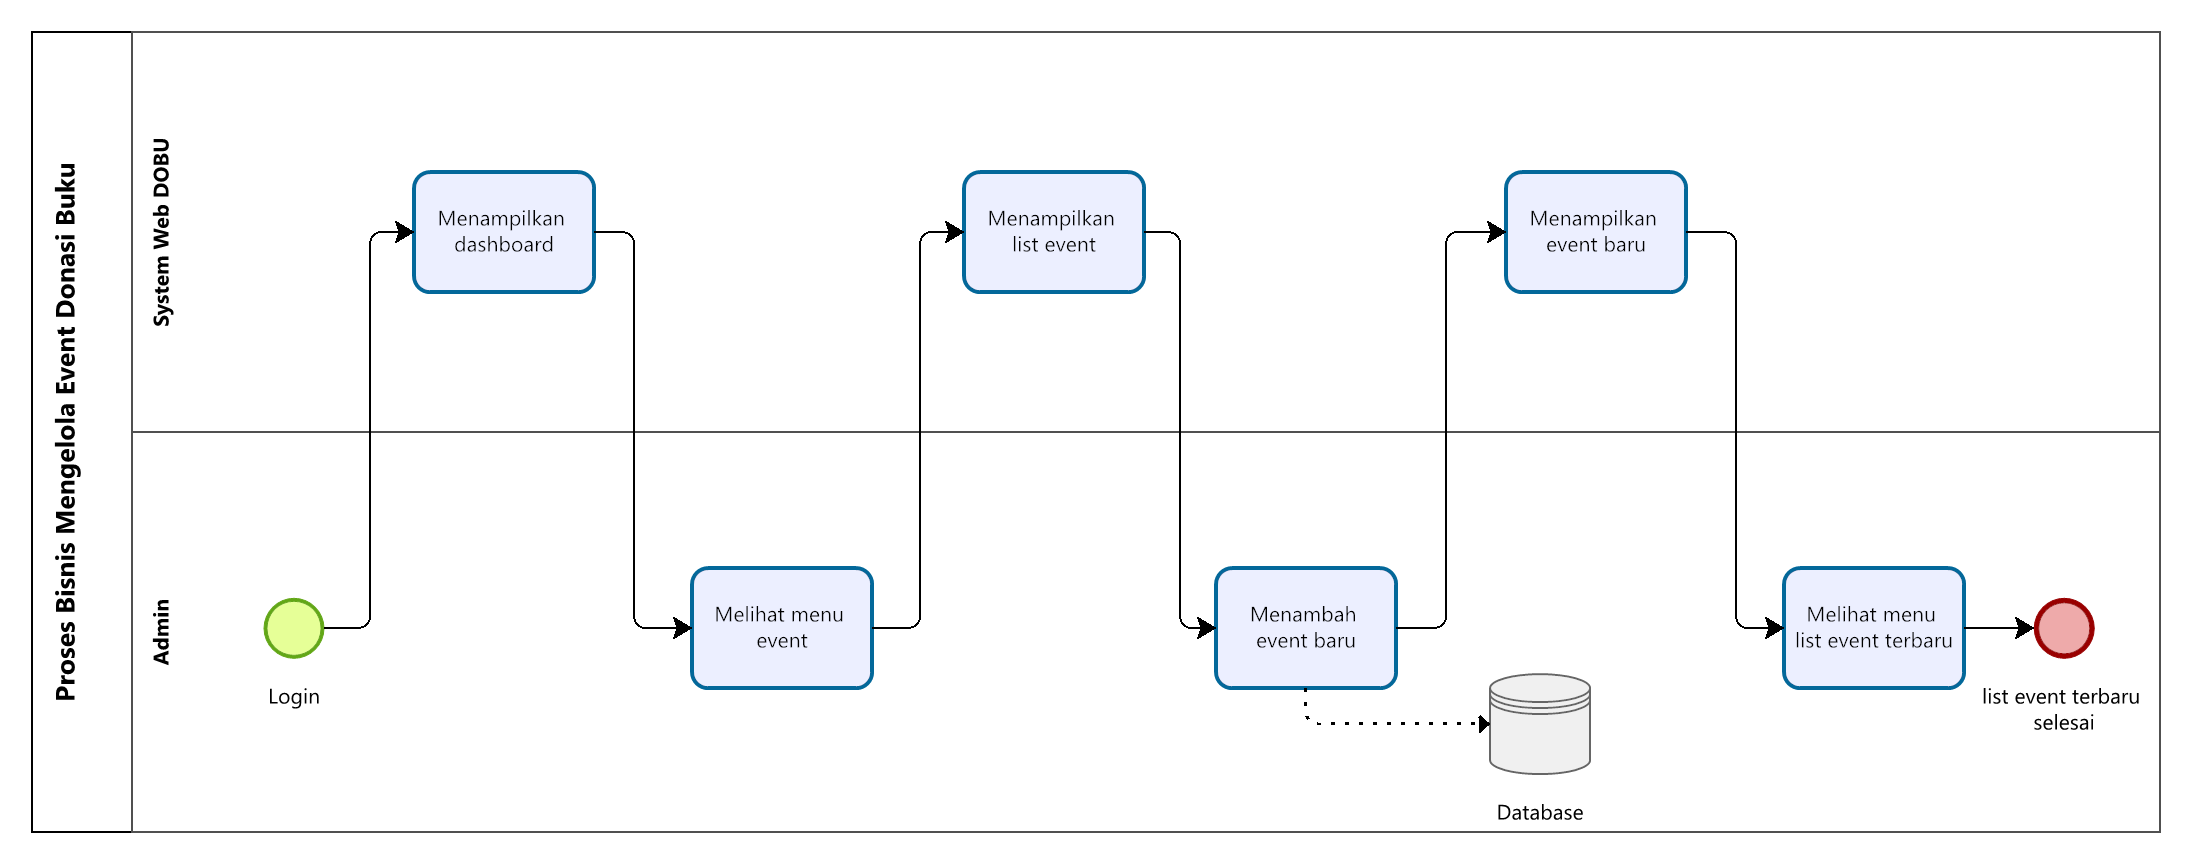 Proses Bisnis Mengelola Event Donasi Buku
System Web DOBU
Menampilkan
dashboard
Menampilkan
list event
Menampilkan
event baru
Admin
Login
Melihat menu
event
Menambah
event baru
Database
Melihat menu
list event terbaru
list event terbaru
selesai